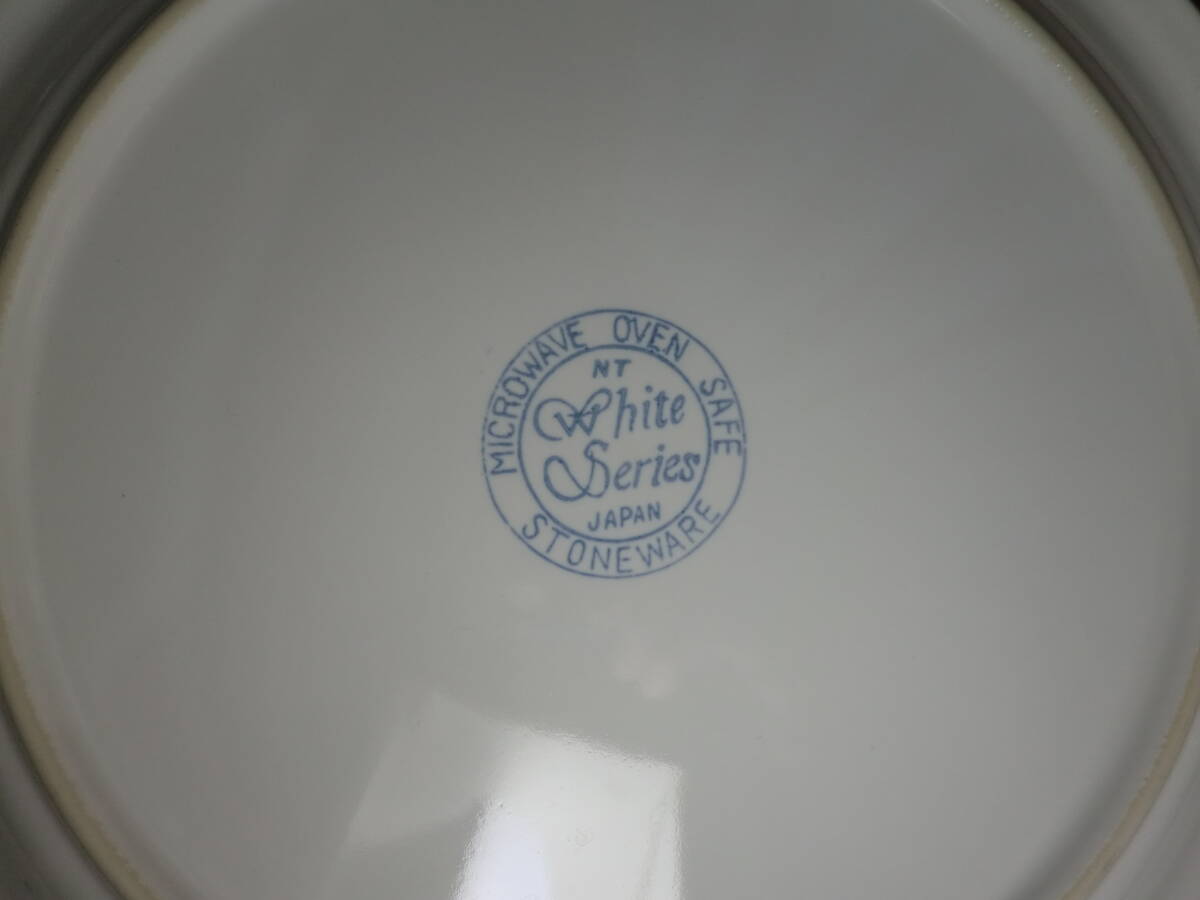 MICROWAVE OVEN SAFE
NT
White
Series
JAPAN
STONEWARE